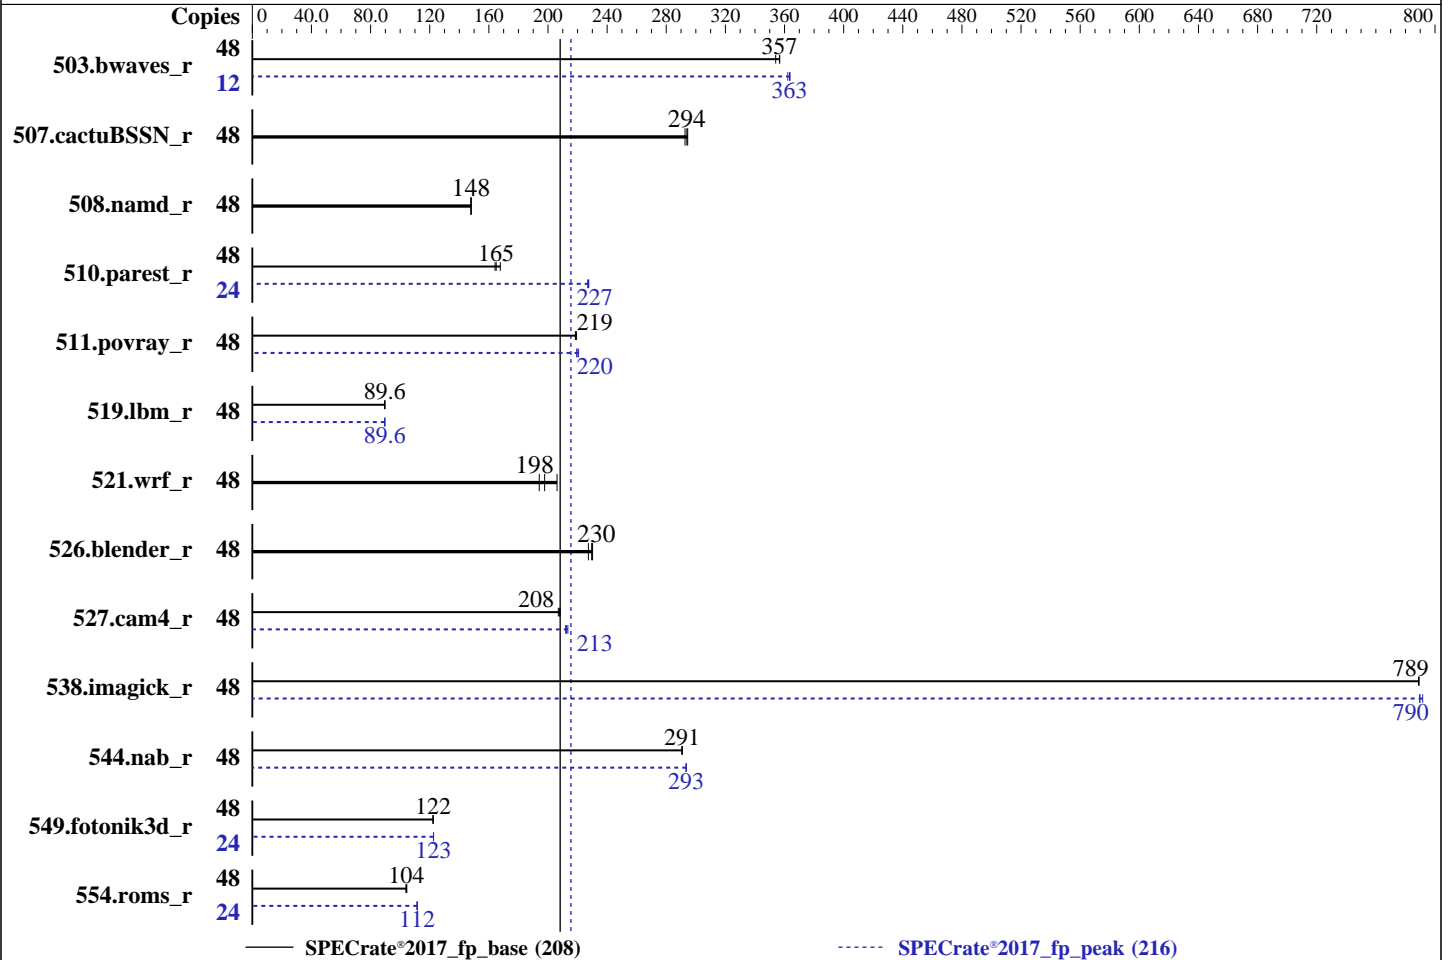 Copies 0 40.0 80.0 120 160 200 240 280 320 360 400 440 480 520 560 600 640 680 720 800
503.bwaves_r 48 357
12 363
507.cactuBSSN_r 48 294
508.namd_r 48 148
510.parest_r 48 165
24 227
511.povray_r 48 219
220
519.lbm_r 48 89.6
89.6
521.wrf_r 48 198
526.blender_r 48 230
527.cam4_r 48 208
213
538.imagick_r 48 789
790
544.nab_r 48 291
293
549.fotonik3d_r 48 122
24 123
554.roms_r 48 104
24 112
SPECrate®2017_fp_base (208) SPECrate®2017_fp_peak (216)